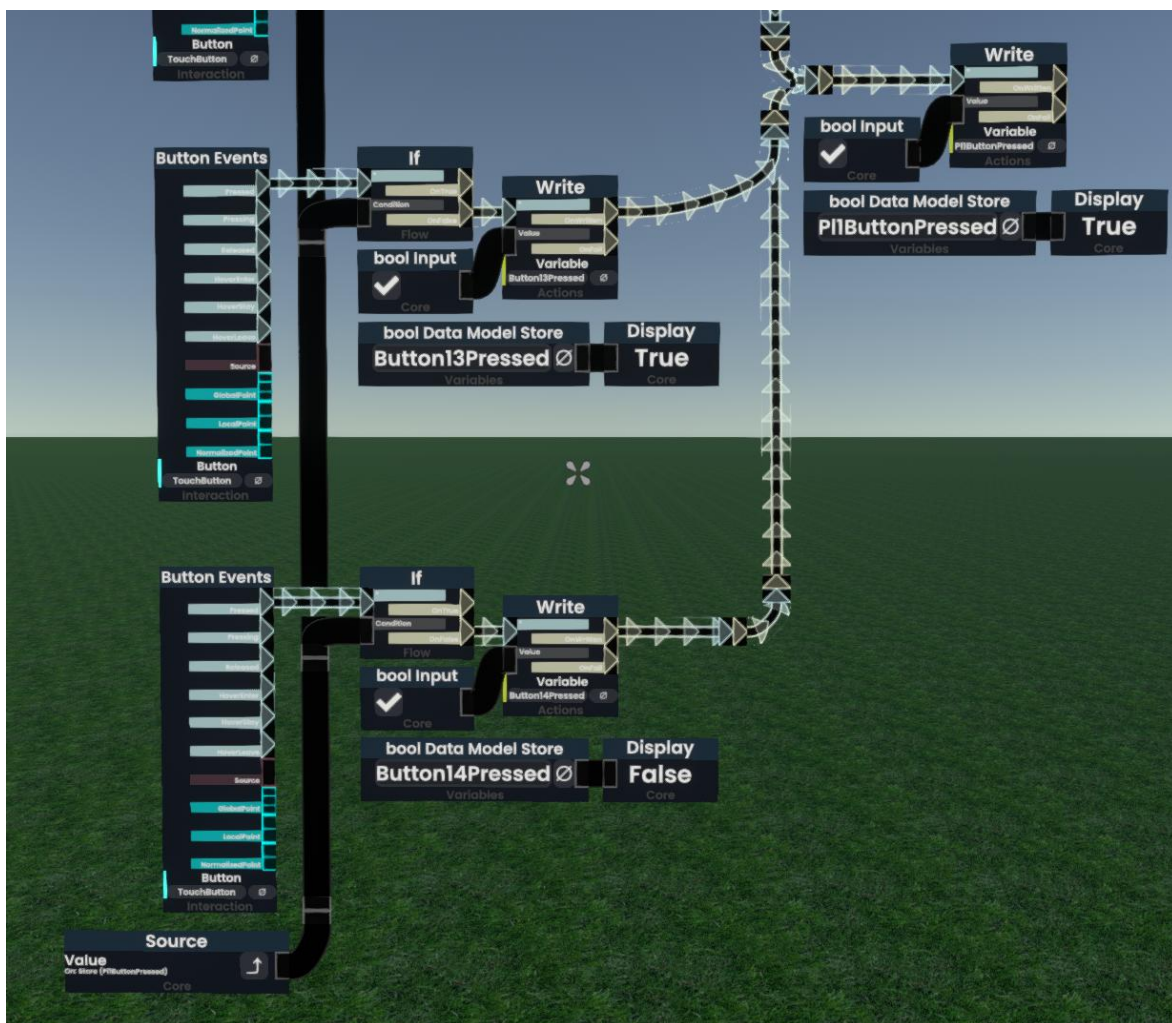 NormalizedPoint
Button
TouchButton Ø
Interaction
Write
OnWritten
Value
OnFail
Variable
Pl1ButtonPressed Ø
Actions
bool Input
Core
bool Data Model Store
Pl1ButtonPressed Ø
Variables
Display
True
Core
Button Events
Pressed
Pressing
Released
HoverEnter
HoverStay
HoverLeave
Source
GlobalPoint
LocalPoint
NormalizedPoint
Button
TouchButton Ø
Interaction
If
*
OnTrue
Condition
OnFalse
Flow
Write
*
OnWritten
Value
OnFail
Variable
Button13Pressed Ø
Actions
bool Input
Core
bool Data Model Store
Button13Pressed Ø
Variables
Display
True
Core
Button Events
Pressed
Pressing
Released
HoverEnter
HoverStay
HoverLeave
Source
GlobalPoint
LocalPoint
NormalizedPoint
Button
TouchButton Ø
Interaction
If
*
OnTrue
Condition
OnFalse
Flow
Write
*
OnWritten
Value
OnFail
Variable
Button14Pressed Ø
Actions
bool Input
Core
bool Data Model Store
Button14Pressed Ø
Variables
Display
False
Core
Source
Value
Src Store (Pl1ButtonPressed)
Core